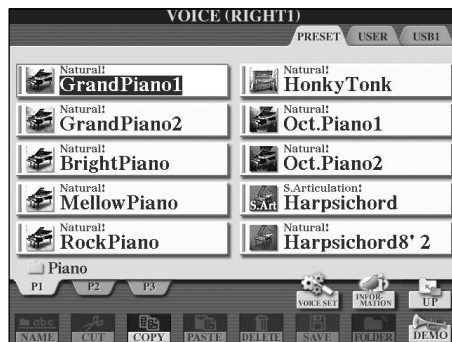 VOICE (RIGHT1)
PRESET USER USB1
Natural!
GrandPiano1
Natural!
HonkyTonk
Natural!
GrandPiano2
Natural!
Oct.Piano1
Natural!
BrightPiano
Natural!
Oct.Piano2
Natural!
MellowPiano
S.Articulation!
S.Art
Harpsichord
Natural!
RockPiano
Natural!
Harpsichord8' 2
Piano
P1 P2 P3
VOICE SET
INFOR-
MATION
UP
abc
NAME CUT COPY PASTE DELETE SAVE FOLDER DEMO